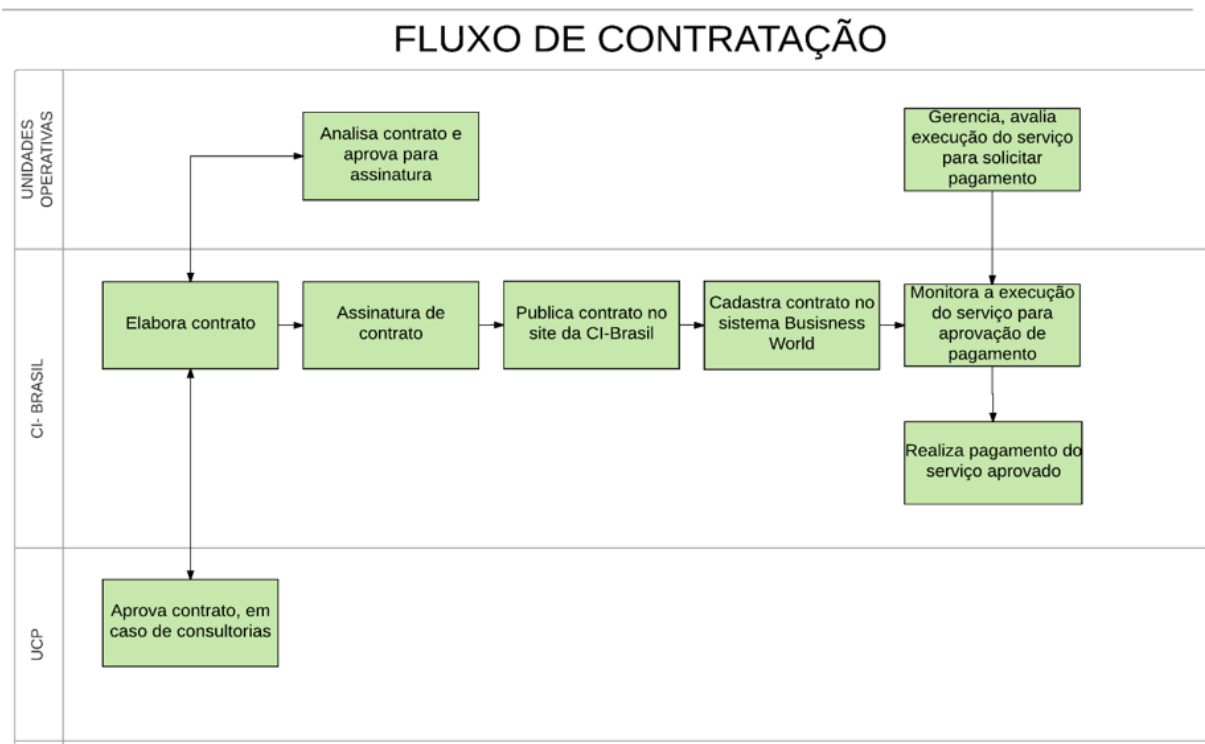 FLUXO DE CONTRATAÇÃO
UNIDADES
OPERATIVAS
Analisa contrato e
aprova para
assinatura
Gerencia, avalia
execução do serviço
para solicitar
pagamento
CI- BRASIL
Elabora contrato
Assinatura de
contrato
Publica contrato no
site da CI-Brasil
Cadastra contrato no
sistema Busisness
World
Monitora a execução
do serviço para
aprovação de
pagamento
Realiza pagamento do
serviço aprovado
UCP
Aprova contrato, em
caso de consultorias